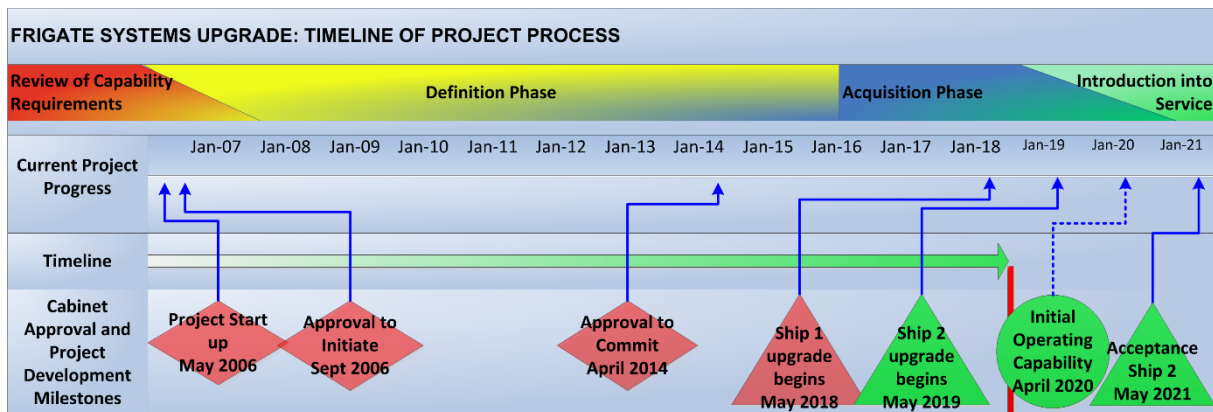 FRIGATE SYSTEMS UPGRADE: TIMELINE OF PROJECT PROCESS
Review of Capability
Requirements
Definition Phase
Acquisition Phase
Introduction into
Service
Current Project
Progress
Jan-07 Jan-08 Jan-09 Jan-10 Jan-11 Jan-12 Jan-13 Jan-14 Jan-15 Jan-16 Jan-17 Jan-18 Jan-19 Jan-20 Jan-21
Timeline
Cabinet
Approval and
Project
Development
Milestones
Project Start
up
May 2006
Approval to
Initiate
Sept 2006
Approval to
Commit
April 2014
Ship 1
upgrade
begins
May 2018
Ship 2
upgrade
begins
May 2019
Initial
Operating
Capability
April 2020
Acceptance
Ship 2
May 2021